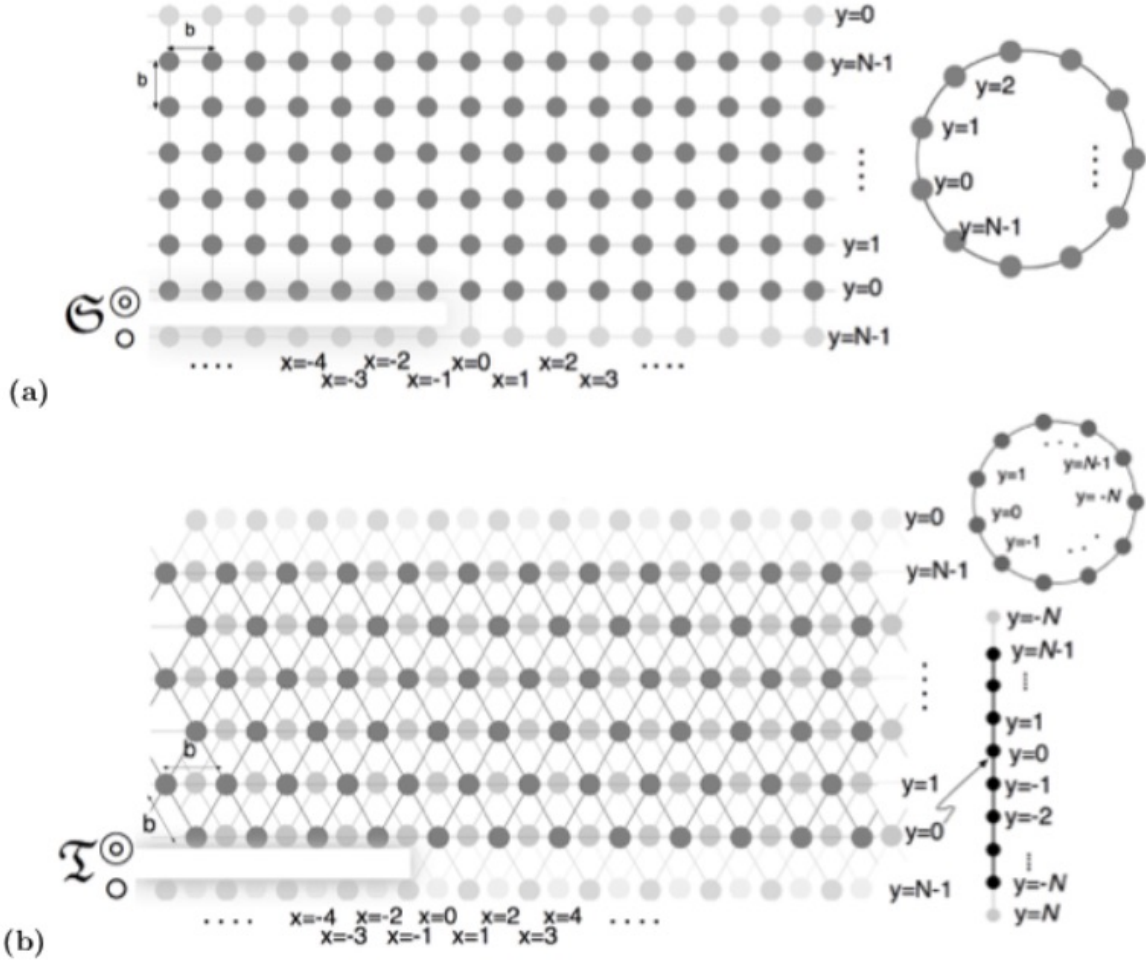 y=0
b
y=N-1
b
y=2
y=1
y=0
y=N-1
y=1
y=0
𝔖
y=N-1
.... x=-4 x=-2 x=0 x=2 ....
x=-3 x=-1 x=1 x=3
(a)
y=N-1
y=1
y=-N
y=0
y=-1
y=0
y=N-1
y=-N
y=N-1
y=1
b
y=0
y=1
y=-1
b
y=-2
y=0
𝔗
y=-N
y=N-1
y=N
.... x=-4 x=-2 x=0 x=2 x=4 ....
x=-3 x=-1 x=1 x=3
(b)